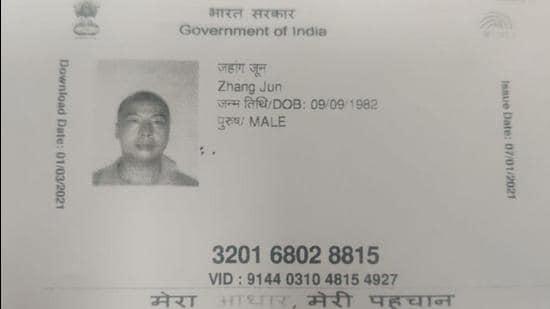 भारत सरकार
Government of India
जहांग जून
Zhang Jun
जन्म तिथि/DOB: 09/09/1982
पुरुष/ MALE
Download Date: 01/03/2021
Issue Date: 07/01/2021
3201 6802 8815
VID : 9144 0310 4815 4927
मेरा आधार, मेरी पहचान